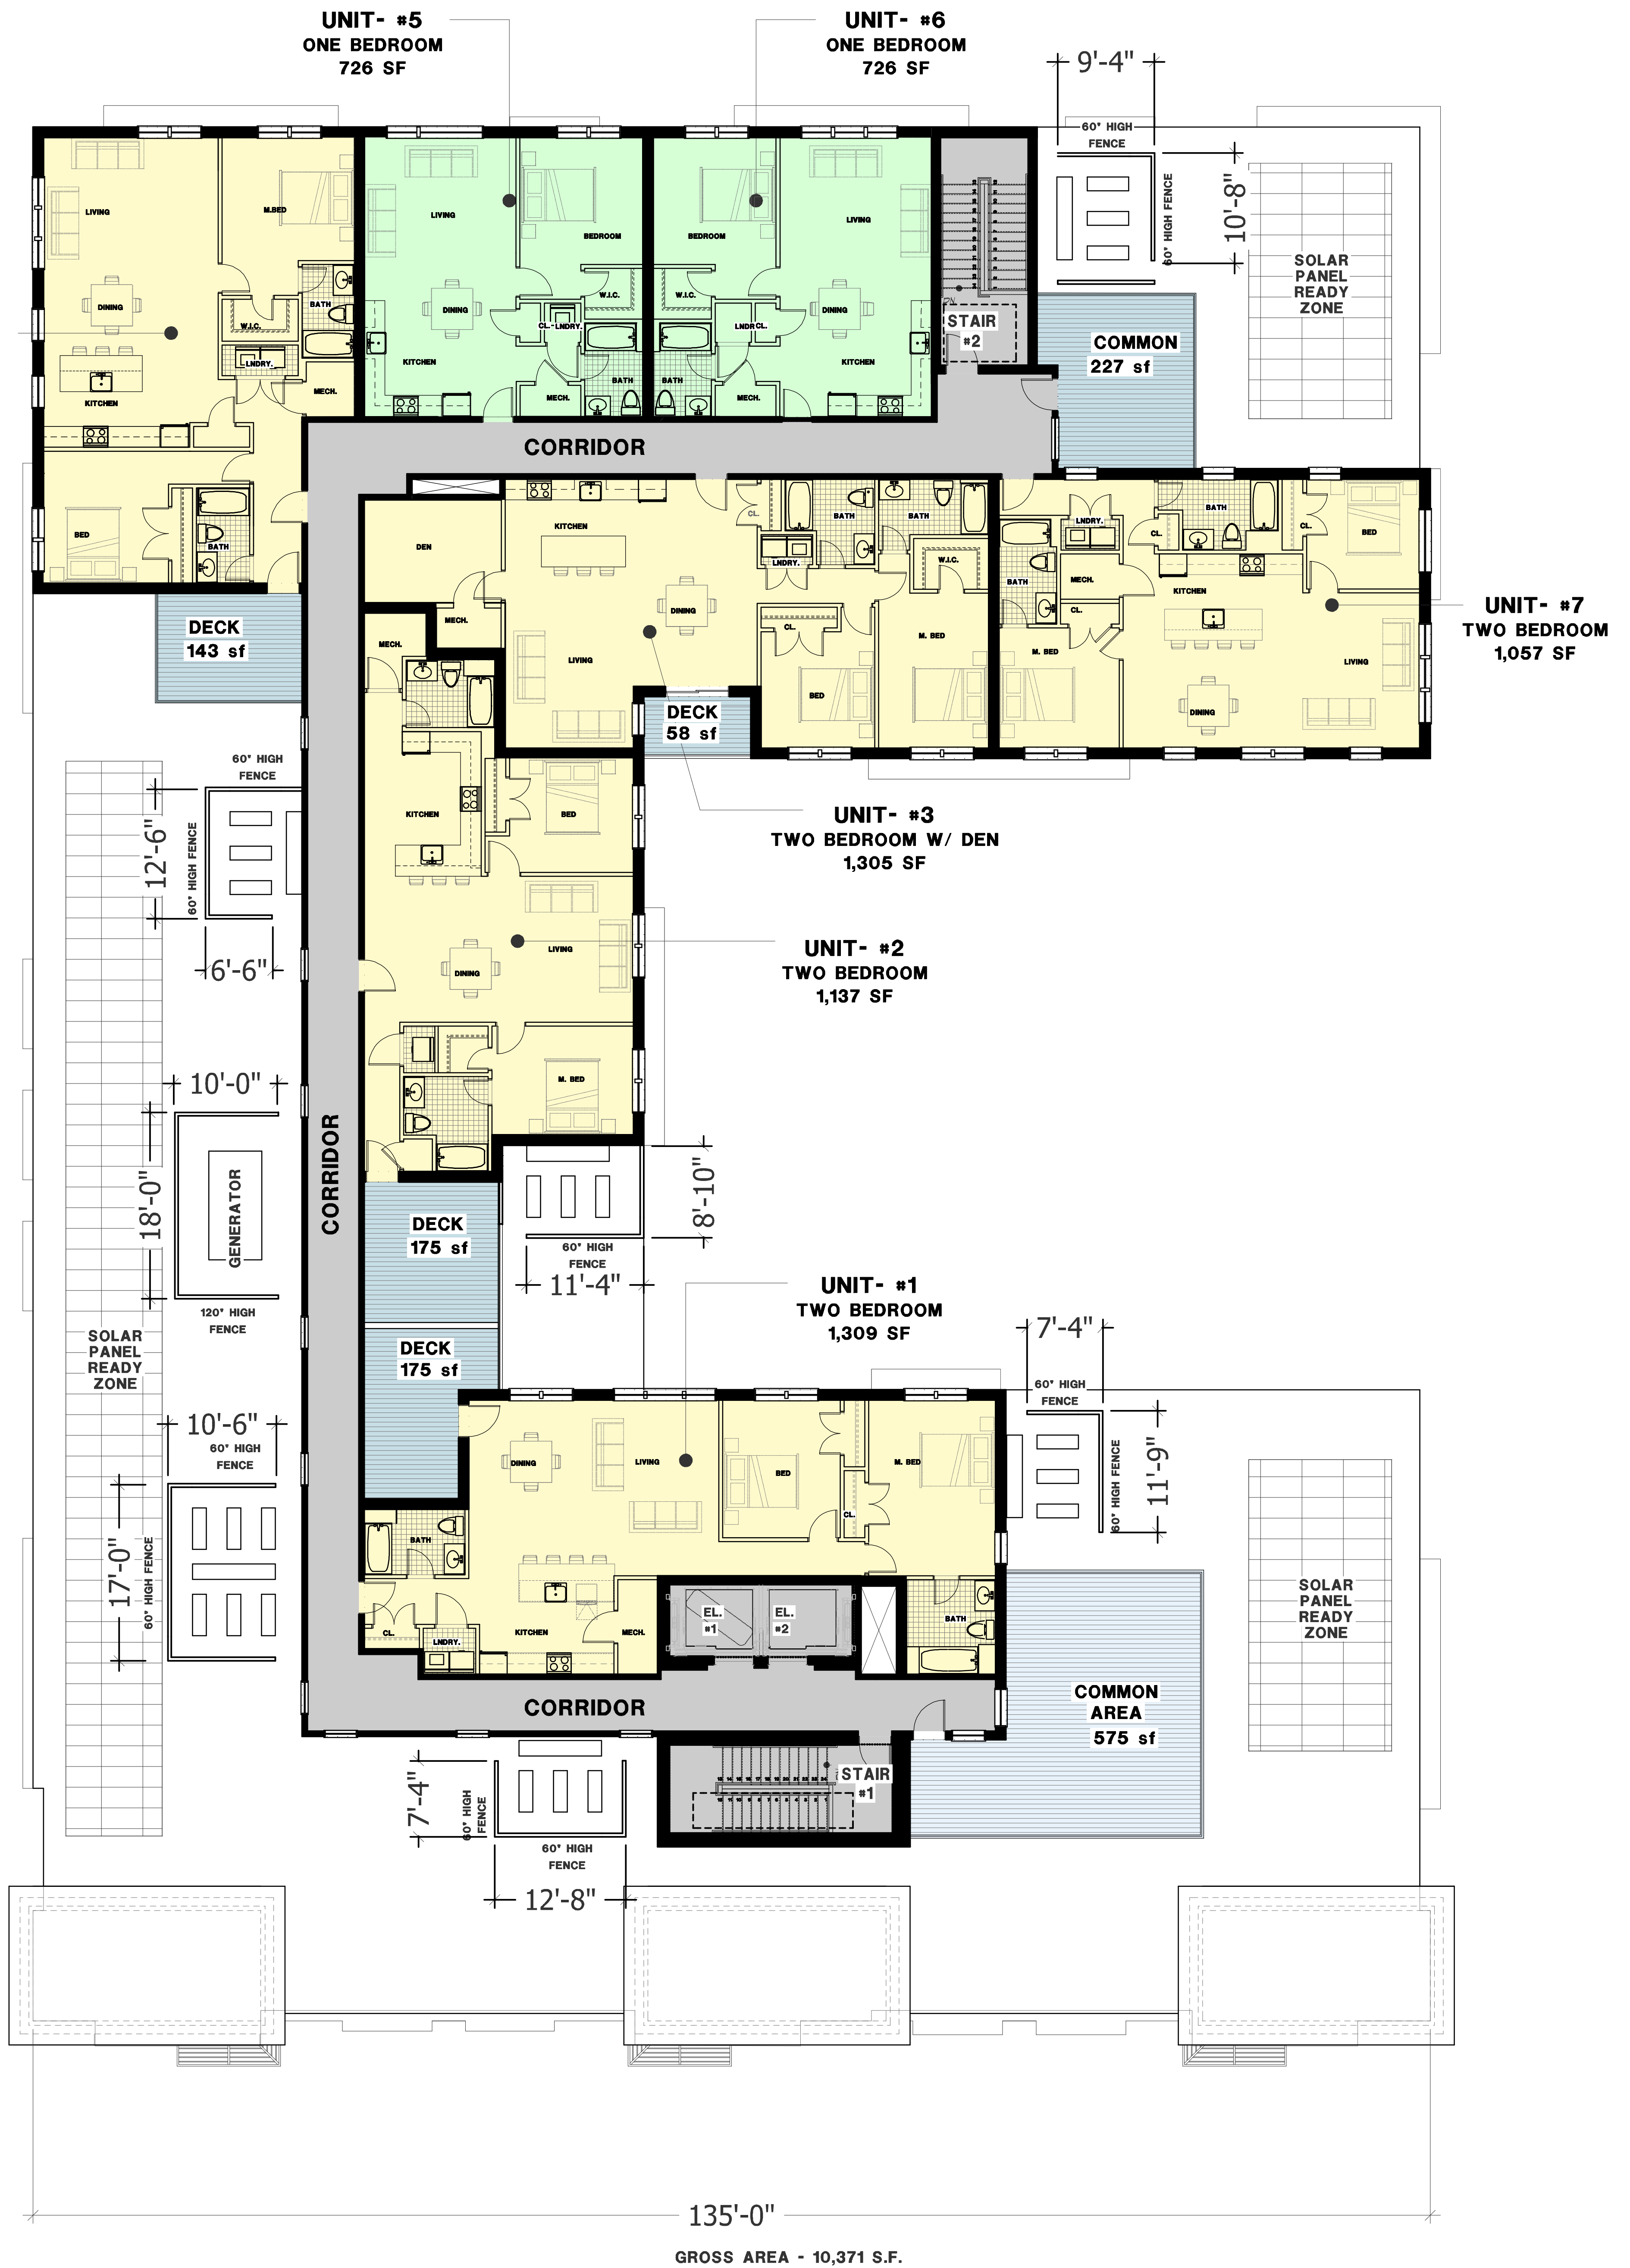 UNIT- #5
ONE BEDROOM
726 SF
UNIT- #6
ONE BEDROOM
726 SF
9'-4"
60" HIGH
FENCE
60" HIGH FENCE
10'-8"
SOLAR
PANEL
READY
ZONE
LIVING
M.BED
DINING
BATH
W.I.C.
LNDRY.
MECH.
KITCHEN
BED
BATH
LIVING
BEDROOM
W.I.C.
DINING
CL.
LNDRY.
KITCHEN
BATH
MECH.
BEDROOM
LIVING
W.I.C.
DINING
LNDR
CL.
KITCHEN
BATH
MECH.
STAIR
#2
COMMON
227 sf
CORRIDOR
DECK
143 sf
DEN
KITCHEN
MECH.
DINING
LIVING
CL.
BATH
BATH
LNDRY.
W.I.C.
CL.
M. BED
BED
DECK
58 sf
LNDRY.
CL.
BATH
CL.
BED
BATH
MECH.
CL.
KITCHEN
M. BED
LIVING
DINING
UNIT- #7
TWO BEDROOM
1,057 SF
UNIT- #3
TWO BEDROOM W/ DEN
1,305 SF
MECH.
KITCHEN
BED
LIVING
DINING
M. BED
UNIT- #2
TWO BEDROOM
1,137 SF
60" HIGH
FENCE
12'-6"
60" HIGH FENCE
6'-6"
10'-0"
18'-0"
GENERATOR
120" HIGH
FENCE
CORRIDOR
SOLAR
PANEL
READY
ZONE
DECK
175 sf
DECK
175 sf
8'-10"
60" HIGH
FENCE
11'-4"
UNIT- #1
TWO BEDROOM
1,309 SF
7'-4"
60" HIGH
FENCE
60" HIGH FENCE
11'-9"
10'-6"
60" HIGH
FENCE
17'-0"
60" HIGH FENCE
DINING
LIVING
BED
M. BED
CL.
BATH
CL.
LNDRY.
KITCHEN
MECH.
EL.
#1
EL.
#2
BATH
SOLAR
PANEL
READY
ZONE
CORRIDOR
COMMON
AREA
575 sf
STAIR
#1
7'-4"
60" HIGH
FENCE
60" HIGH
FENCE
12'-8"
135'-0"
GROSS AREA - 10,371 S.F.